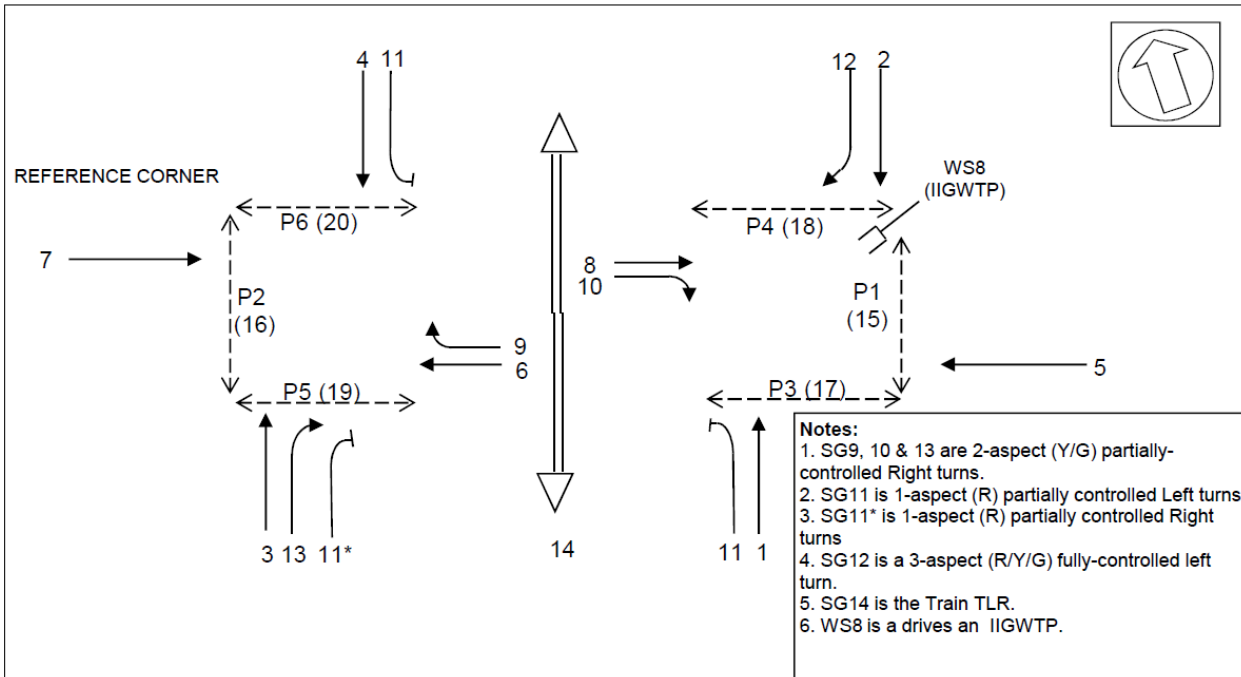 4 11
12 2
REFERENCE CORNER
WS8
(IIGWTP)
P6 (20)
P4 (18)
7
8
10
P2
(16)
P1
(15)
9
6
5
P5 (19)
P3 (17)
3 13 11*
14
11 1
Notes:
1. SG9, 10 & 13 are 2-aspect (Y/G) partially-
controlled Right turns.
2. SG11 is 1-aspect (R) partially controlled Left turns
3. SG11* is 1-aspect (R) partially controlled Right
turns
4. SG12 is a 3-aspect (R/Y/G) fully-controlled left
turn.
5. SG14 is the Train TLR.
6. WS8 is a drives an IIGWTP.